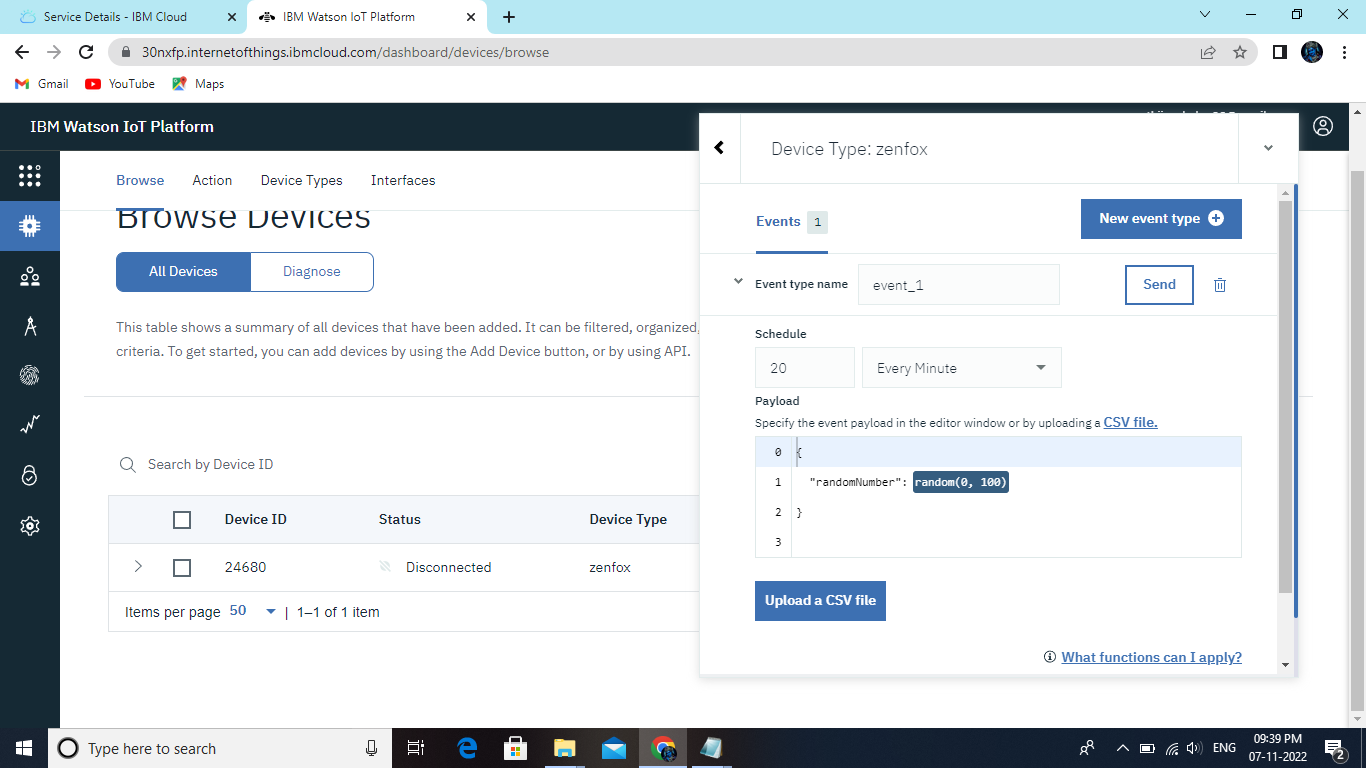 Service Details - IBM Cloud
IBM Watson IoT Platform
30nxfp.internetofthings.ibmcloud.com/dashboard/devices/browse
Gmail
YouTube
Maps
IBM Watson IoT Platform
Browse
Action
Device Types
Interfaces
Browse Devices
All Devices
Diagnose
This table shows a summary of all devices that have been added. It can be filtered, organized,
criteria. To get started, you can add devices by using the Add Device button, or by using API.
Search by Device ID
Device ID Status Device Type
24680 Disconnected zenfox
Items per page 50 | 1–1 of 1 item
Device Type: zenfox
Events 1
New event type
Event type name event_1 Send
Schedule
20 Every Minute
Payload
Specify the event payload in the editor window or by uploading a CSV file.
0 {
1 "randomNumber": random(0, 100)
2 }
3
Upload a CSV file
What functions can I apply?
Type here to search
ENG
09:39 PM
07-11-2022
2